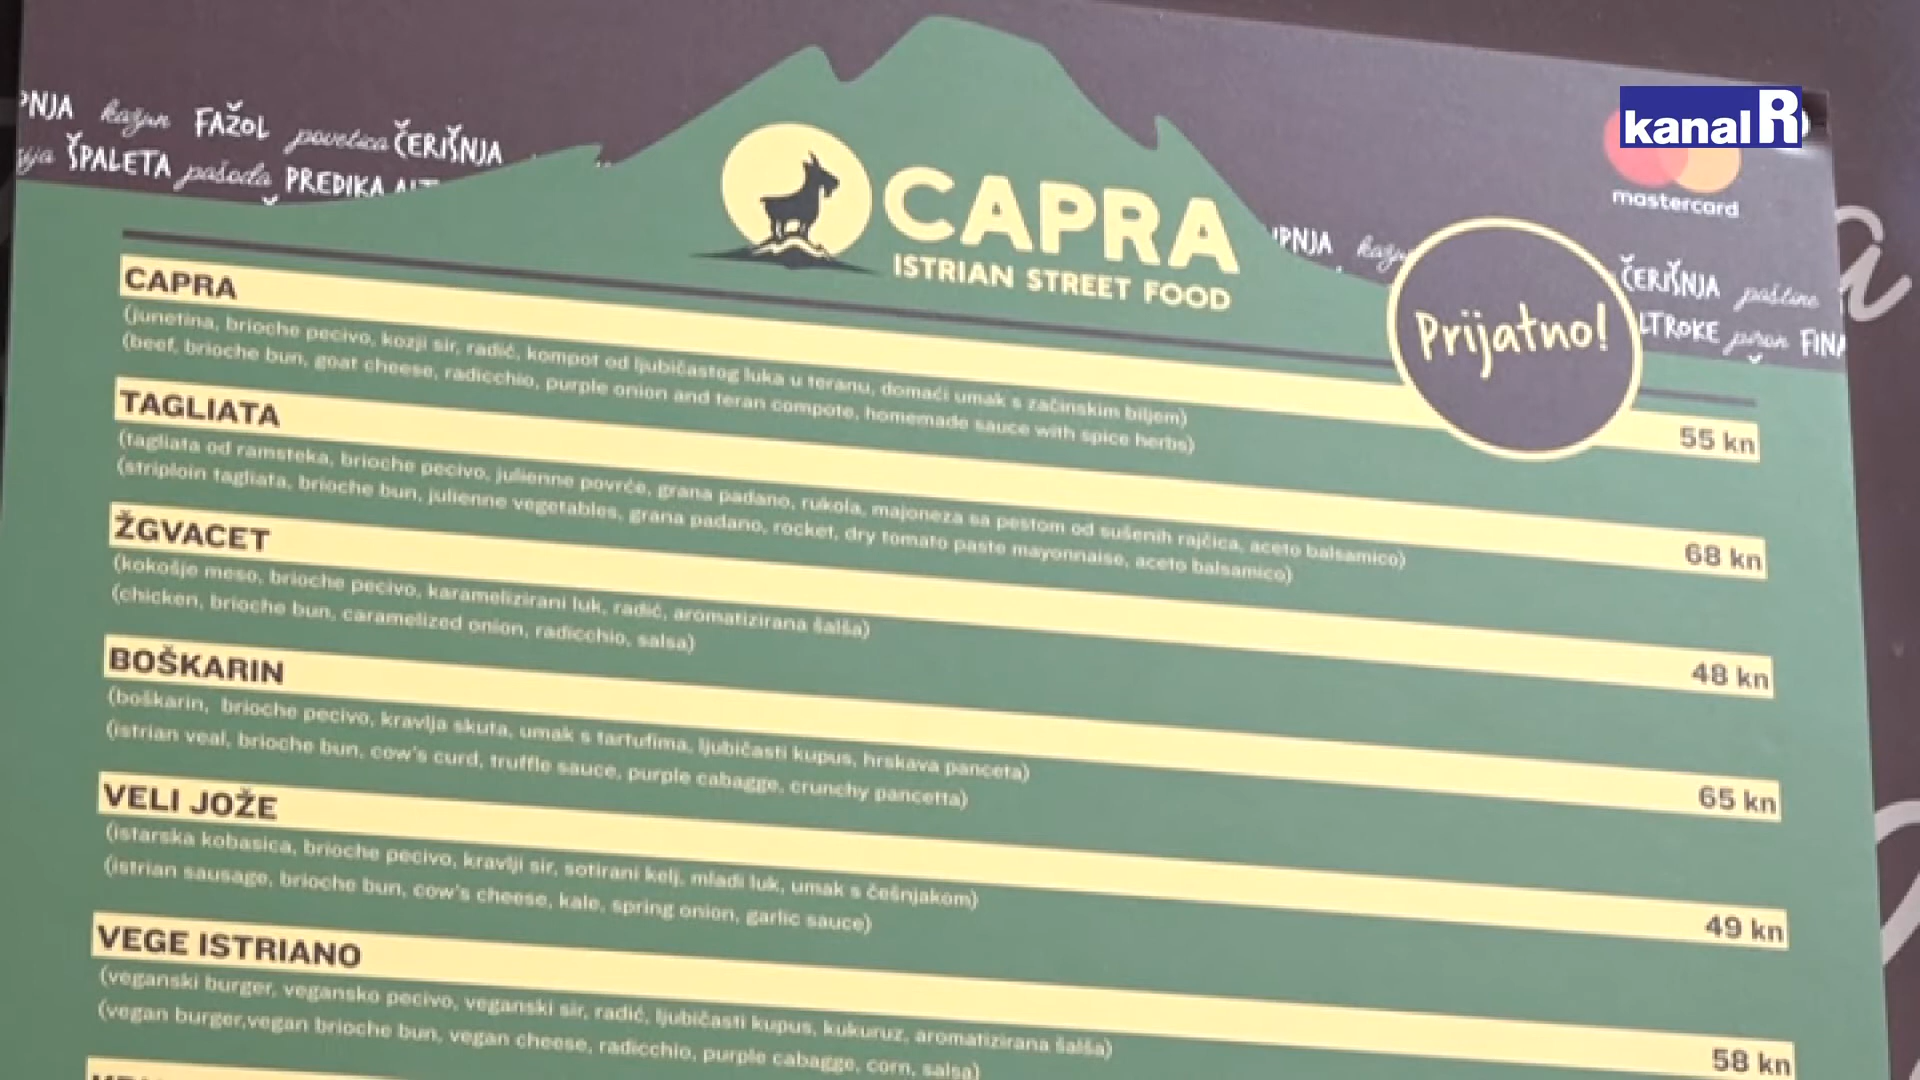 kanal R
mastercard
PNJA kažun FAŽOL povetica ČERIŠNJA
ŠPALETA pašoda PREDIKA
CAPRA
ISTRIAN STREET FOOD
kažu
ČERIŠNJA
LTROKE piron FINA
Prijatno!
CAPRA 55 kn
(junetina, brioche pecivo, kozji sir, radić, kompot od ljubičastog luka u teranu, domaći umak s začinskim biljem)
(beef, brioche bun, goat cheese, radicchio, purple onion and teran compote, homemade sauce with spice herbs)
TAGLIATA 68 kn
(tagliata od ramsteka, brioche pecivo, julienne povrće, grana padano, rukola, majoneza sa pestom od sušenih rajčica, aceto balsamico)
(striploin tagliata, brioche bun, julienne vegetables, grana padano, rocket, dry tomato paste mayonnaise, aceto balsamico)
ŽGVACET 48 kn
(kokošje meso, brioche pecivo, karamelizirani luk, radić, aromatizirana šalša)
(chicken, brioche bun, caramelized onion, radicchio, salsa)
BOŠKARIN 65 kn
(boškarin, brioche pecivo, kravlja skuta, umak s tartufima, ljubičasti kupus, hrskava panceta)
(istrian veal, brioche bun, cow's curd, truffle sauce, purple cabagge, crunchy pancetta)
VELI JOŽE 49 kn
(istarska kobasica, brioche pecivo, kravlji sir, sotirani kelj, mladi luk, umak s češnjakom)
(istrian sausage, brioche bun, cow's cheese, kale, spring onion, garlic sauce)
VEGE ISTRIANO 58 kn
(veganski burger, vegansko pecivo, veganski sir, radić, ljubičasti kupus, kukuruz, aromatizirana šalša)
(vegan burger,vegan brioche bun, vegan cheese, radicchio, purple cabagge, corn, salsa)